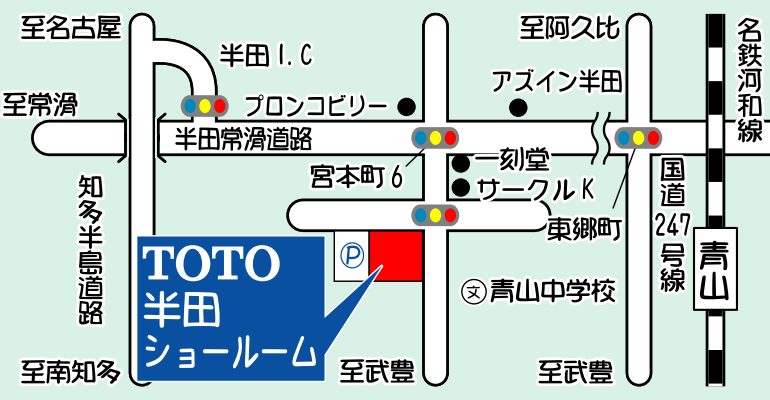 至名古屋
半田I.C
至阿久比
名鉄河和線
至常滑
プロンコビリー
アズイン半田
半田常滑道路
宮本町6
一刻堂
サークルK
国道247号線
東郷町
知多半島道路
TOTO
半田
ショールーム
P
文
青山中学校
青山
至南知多
至武豊
至武豊